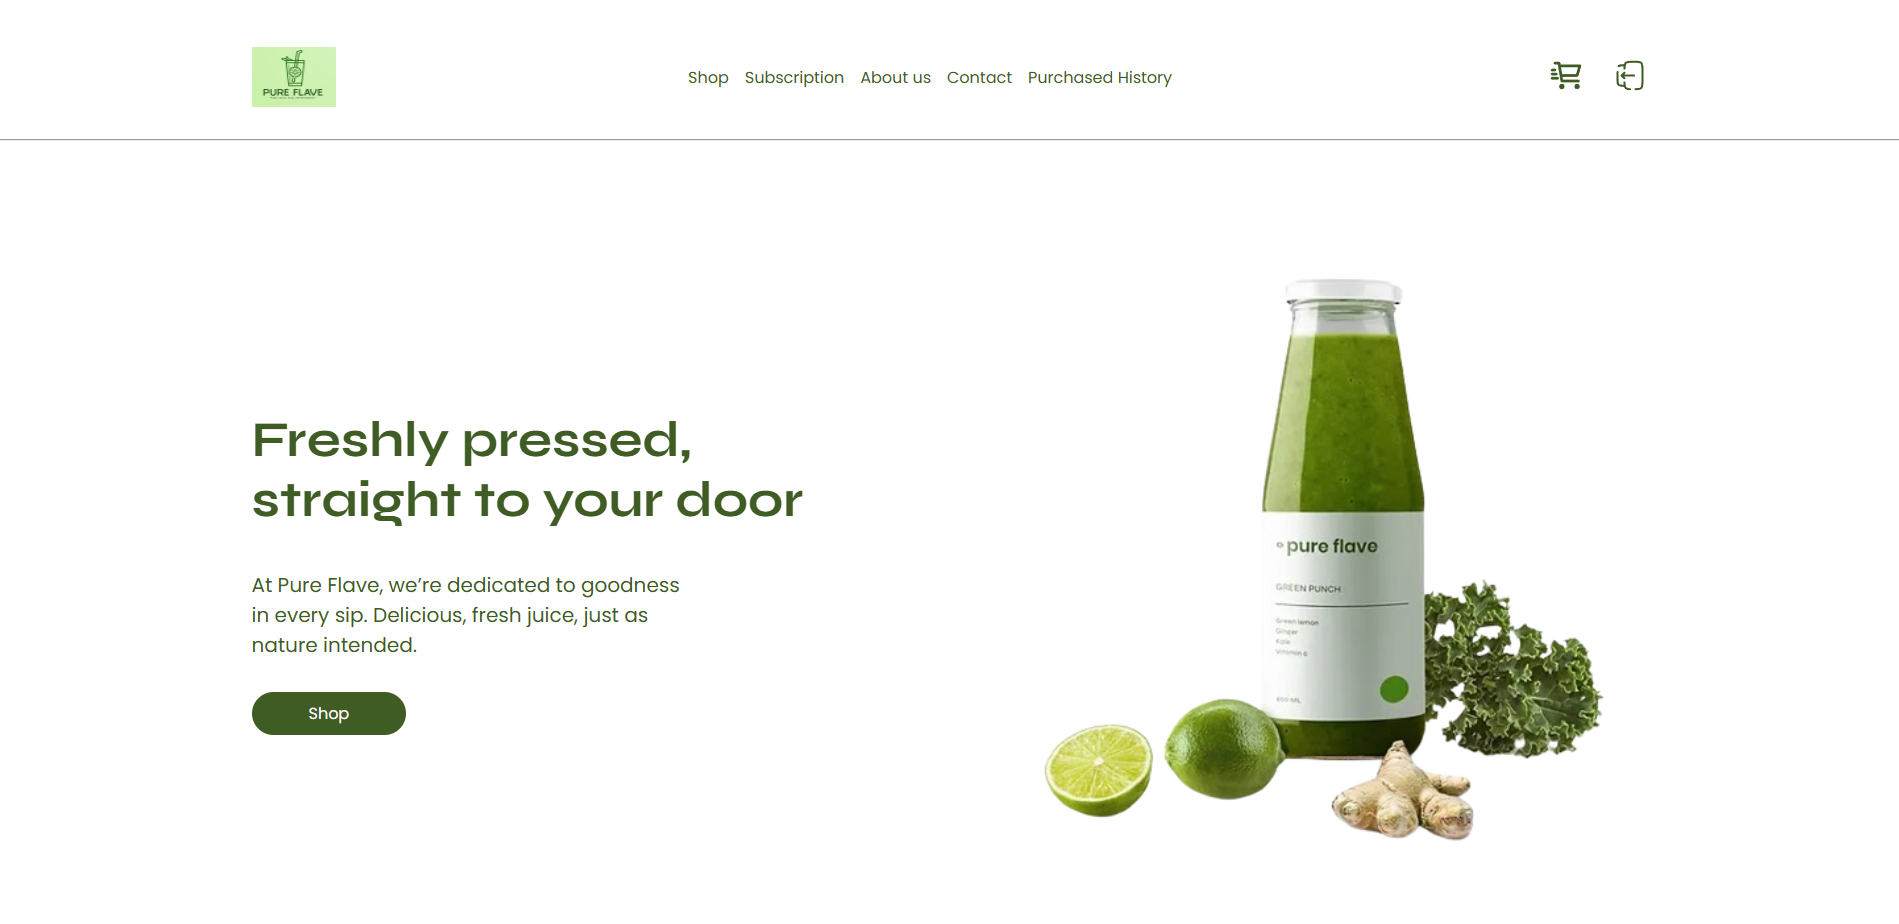 PURE FLAVE
Shop
Subscription
About us
Contact
Purchased History
Freshly pressed,
straight to your door
At Pure Flave, we’re dedicated to goodness
in every sip. Delicious, fresh juice, just as
nature intended.
Shop
pure flave
GREEN PUNCH
Green lemon
Ginger
Kale